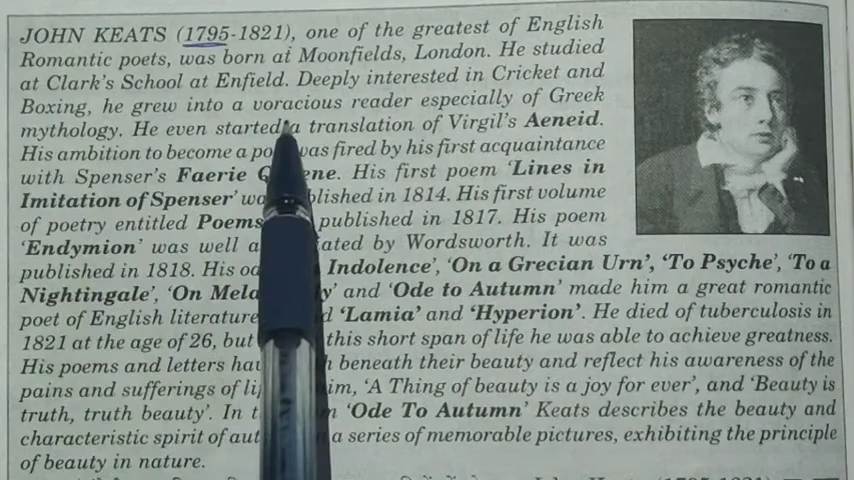 JOHN KEATS (1795-1821), one of the greatest of English
Romantic poets, was born at Moonfields, London. He studied
at Clark's School at Enfield. Deeply interested in Cricket and
Boxing, he grew into a voracious reader especially of Greek
mythology. He even started a translation of Virgil's Aeneid.
His ambition to become a po was fired by his first acquaintance
with Spenser's Faerie Q ene. His first poem 'Lines in
Imitation of Spenser' wa blished in 1814. His first volume
of poetry entitled Poems published in 1817. His poem
'Endymion' was well a iated by Wordsworth. It was
published in 1818. His od Indolence', 'On a Grecian Urn', 'To Psyche', 'To a
Nightingale', 'On Mela y' and 'Ode to Autumn' made him a great romantic
poet of English literature d 'Lamia' and 'Hyperion'. He died of tuberculosis in
1821 at the age of 26, but this short span of life he was able to achieve greatness.
His poems and letters hav h beneath their beauty and reflect his awareness of the
pains and sufferings of li im, 'A Thing of beauty is a joy for ever', and 'Beauty is
truth, truth beauty'. In t 'Ode To Autumn' Keats describes the beauty and
characteristic spirit of aut a series of memorable pictures, exhibiting the principle
of beauty in nature.